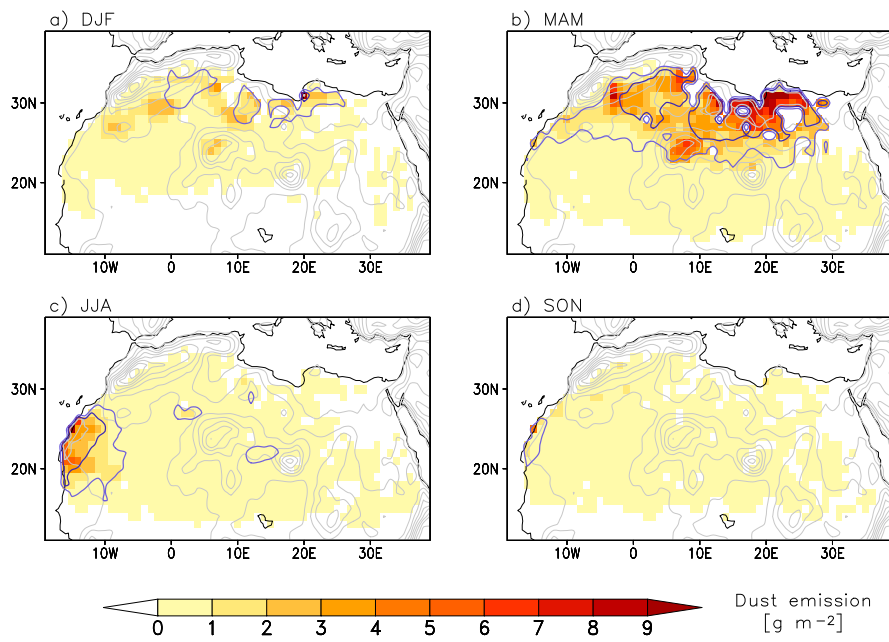 a) DJF
b) MAM
30N
20N
30N
20N
10W 0 10E 20E 30E
10W 0 10E 20E 30E
c) JJA
d) SON
30N
20N
30N
20N
10W 0 10E 20E 30E
10W 0 10E 20E 30E
0 1 2 3 4 5 6 7 8 9
Dust emission
[g m⁻²]